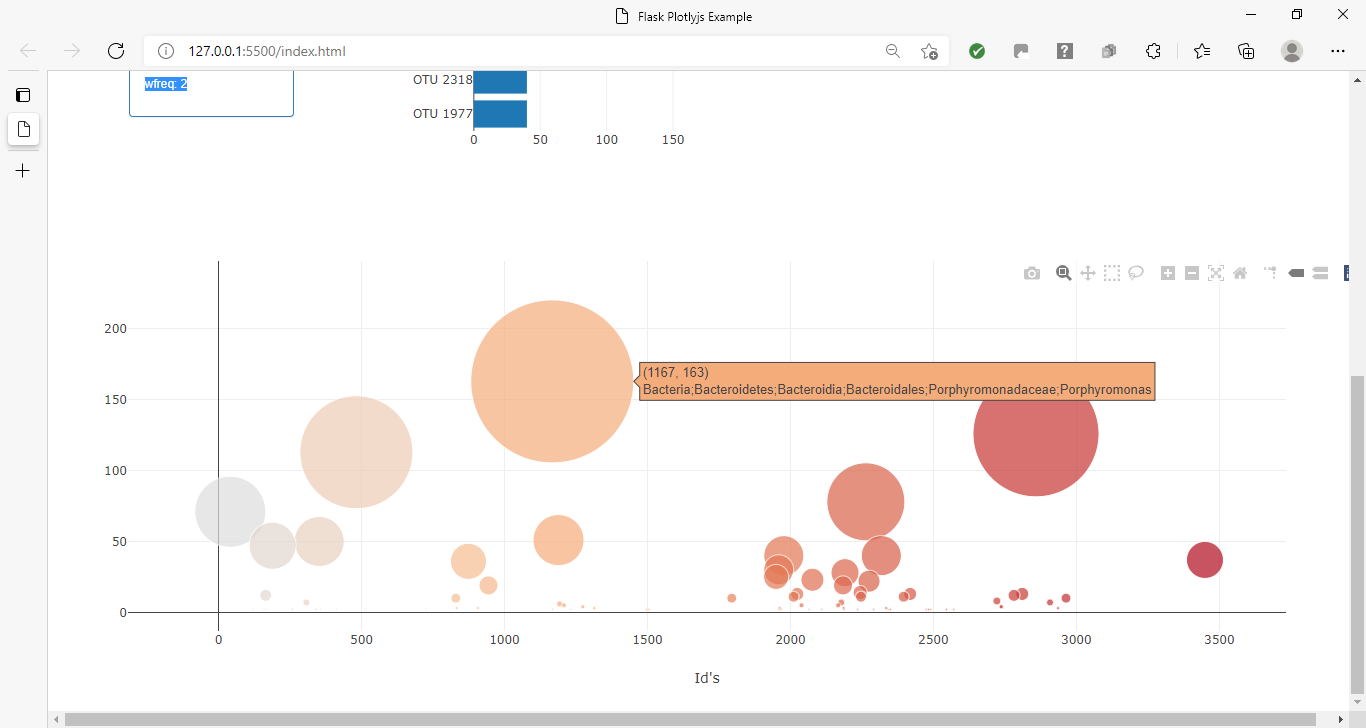 Flask Plotlyjs Example
127.0.0.1:5500/index.html
wfreq: 2
OTU 2318
OTU 1977
0 50 100 150
(1167, 163)
Bacteria;Bacteroidetes;Bacteroidia;Bacteroidales;Porphyromonadaceae;Porphyromonas
200
150
100
50
0
0 500 1000 1500 2000 2500 3000 3500
Id's